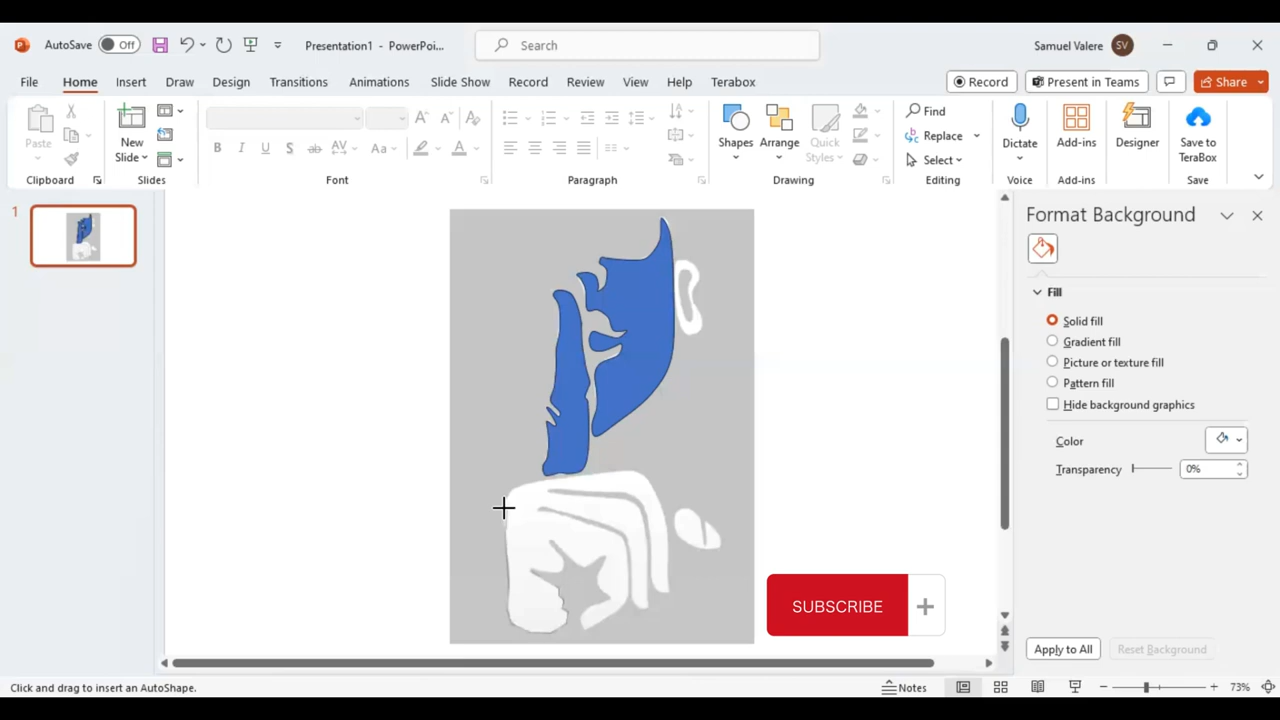 AutoSave Off Presentation1 - PowerPoi... Search Samuel Valere SV
File Home Insert Draw Design Transitions Animations Slide Show Record Review View Help Terabox Record Present in Teams Share
Paste New Slide B I U S ab AV Aa A A A A Shapes Arrange Quick Styles Find Replace Select Dictate Add-ins Designer Save to TeraBox
Clipboard Slides Font Paragraph Drawing Editing Voice Add-ins Save
1
Format Background
Fill
Solid fill
Gradient fill
Picture or texture fill
Pattern fill
Hide background graphics
Color
Transparency 0%
SUBSCRIBE +
Apply to All Reset Background
Click and drag to insert an AutoShape. Notes 73%